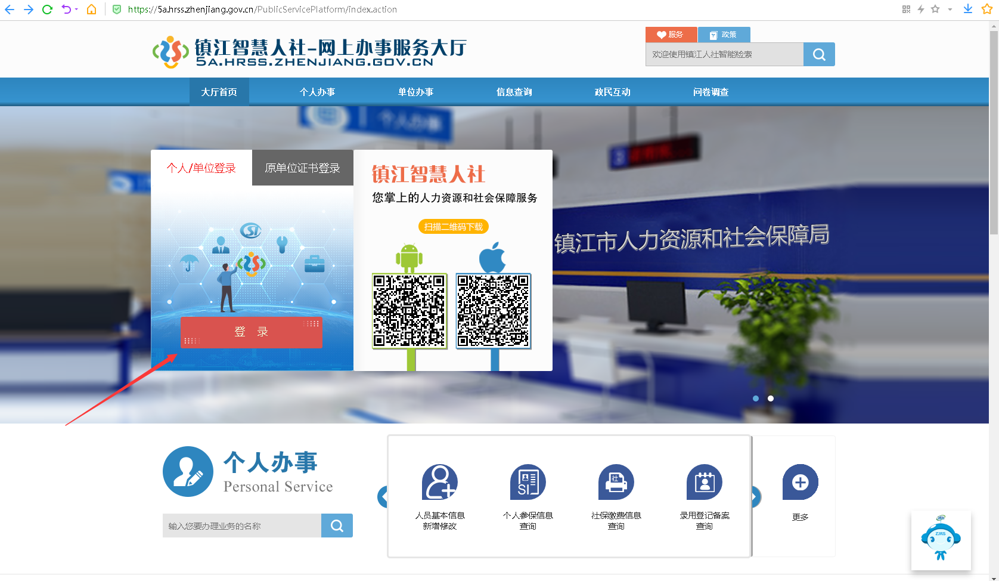 https://5a.hrss.zhenjiang.gov.cn/PublicServicePlatform/index.action
镇江智慧人社-网上办事服务大厅
5A.HRSS.ZHENJIANG.GOV.CN
服务
政策
欢迎使用镇江人社智能检索
大厅首页
个人办事
单位办事
信息查询
政民互动
问卷调查
个人办事
个人/单位登录
原单位证书登录
登 录
镇江智慧人社
您掌上的人力资源和社会保障服务
扫描二维码下载
镇江市人力资源和社会保障局
个人办事
Personal Service
输入您要办理业务的名称
人员基本信息
新增修改
个人参保信息
查询
社保缴费信息
查询
录用登记备案
查询
更多
SI
社
ZJRS